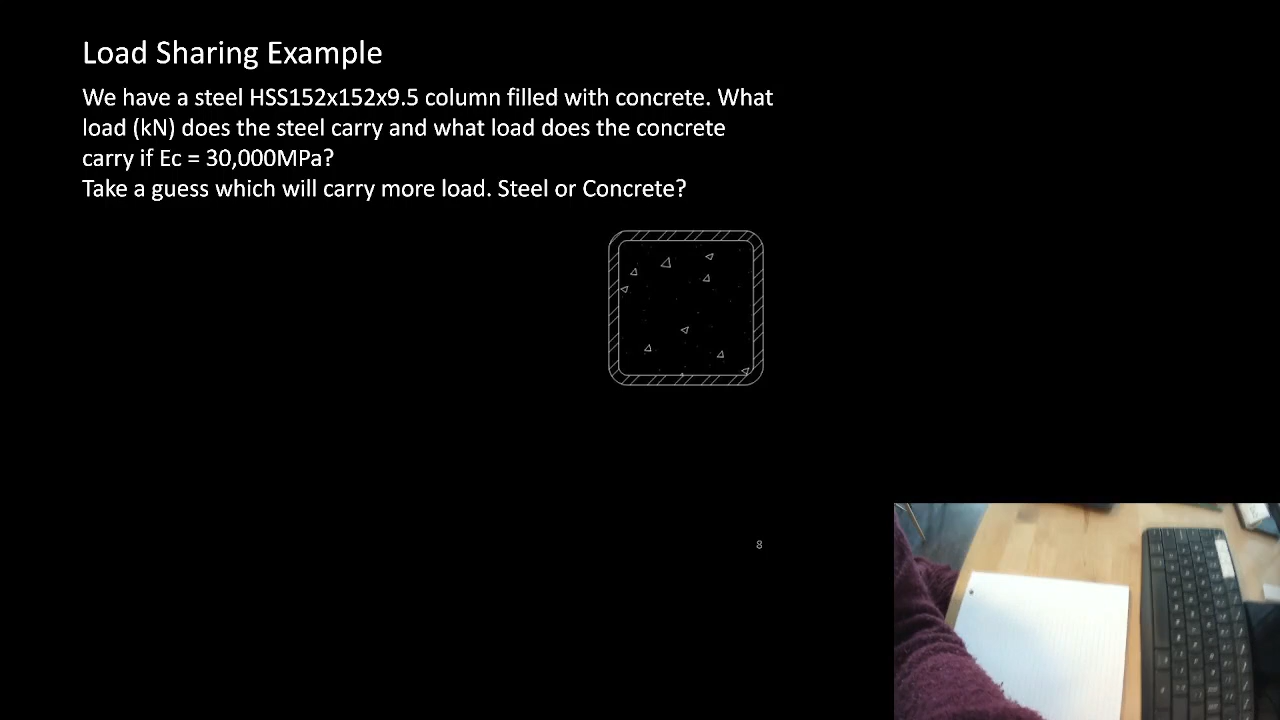 Load Sharing Example
We have a steel HSS152x152x9.5 column filled with concrete. What
load (kN) does the steel carry and what load does the concrete
carry if Ec = 30,000MPa?
Take a guess which will carry more load. Steel or Concrete?
8